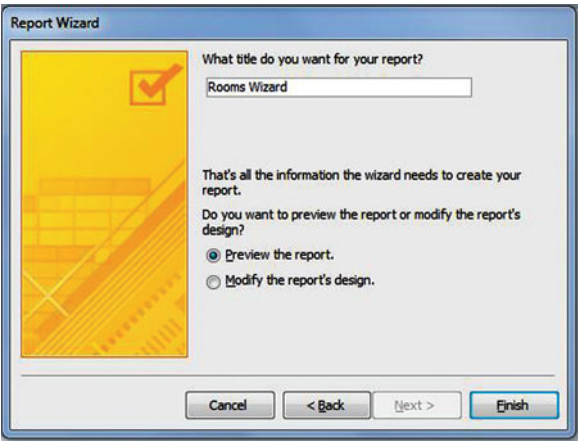 Report Wizard
What title do you want for your report?
Rooms Wizard
That's all the information the wizard needs to create your
report.
Do you want to preview the report or modify the report's
design?
Preview the report.
Modify the report's design.
Cancel
< Back
Next >
Finish